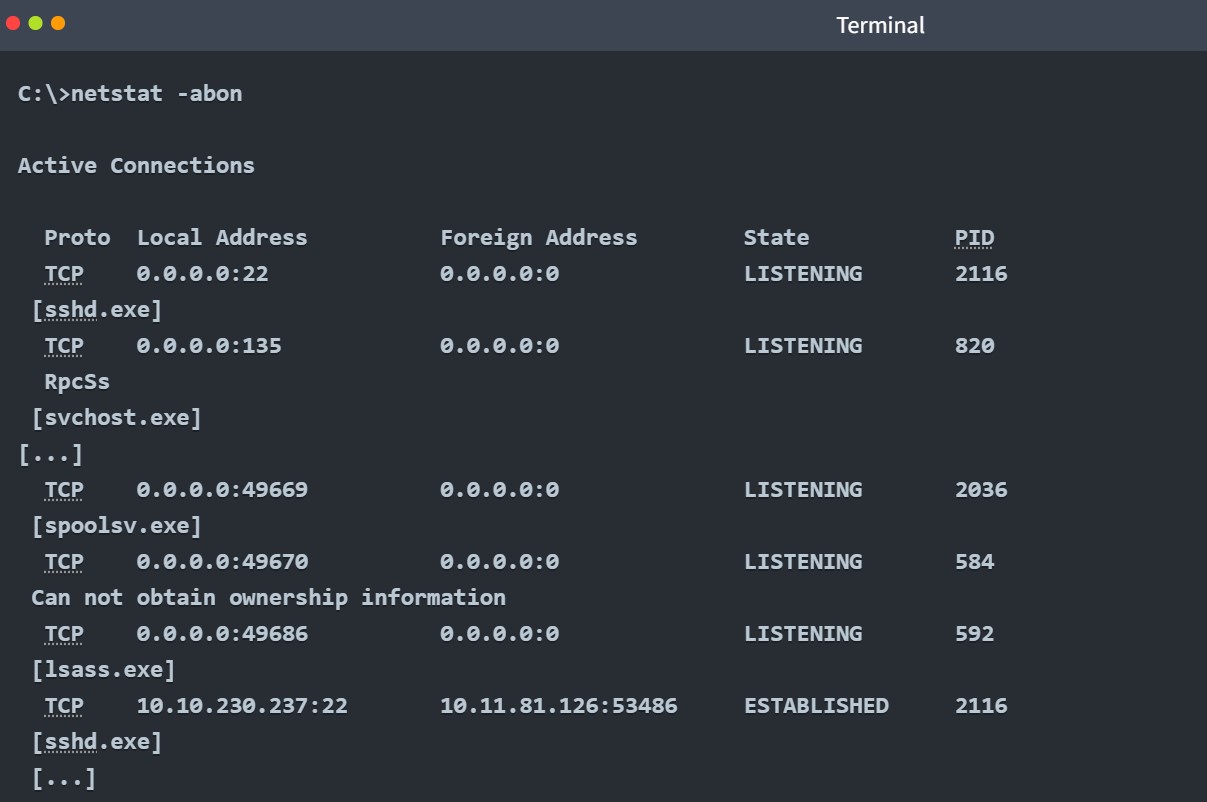 Terminal
C:\>netstat -abon
Active Connections
Proto  Local Address          Foreign Address        State           PID
TCP    0.0.0.0:22             0.0.0.0:0              LISTENING       2116
[sshd.exe]
TCP    0.0.0.0:135            0.0.0.0:0              LISTENING       820
RpcSs
[svchost.exe]
[...]
TCP    0.0.0.0:49669          0.0.0.0:0              LISTENING       2036
[spoolsv.exe]
TCP    0.0.0.0:49670          0.0.0.0:0              LISTENING       584
Can not obtain ownership information
TCP    0.0.0.0:49686          0.0.0.0:0              LISTENING       592
[lsass.exe]
TCP    10.10.230.237:22       10.11.81.126:53486     ESTABLISHED     2116
[sshd.exe]
[...]